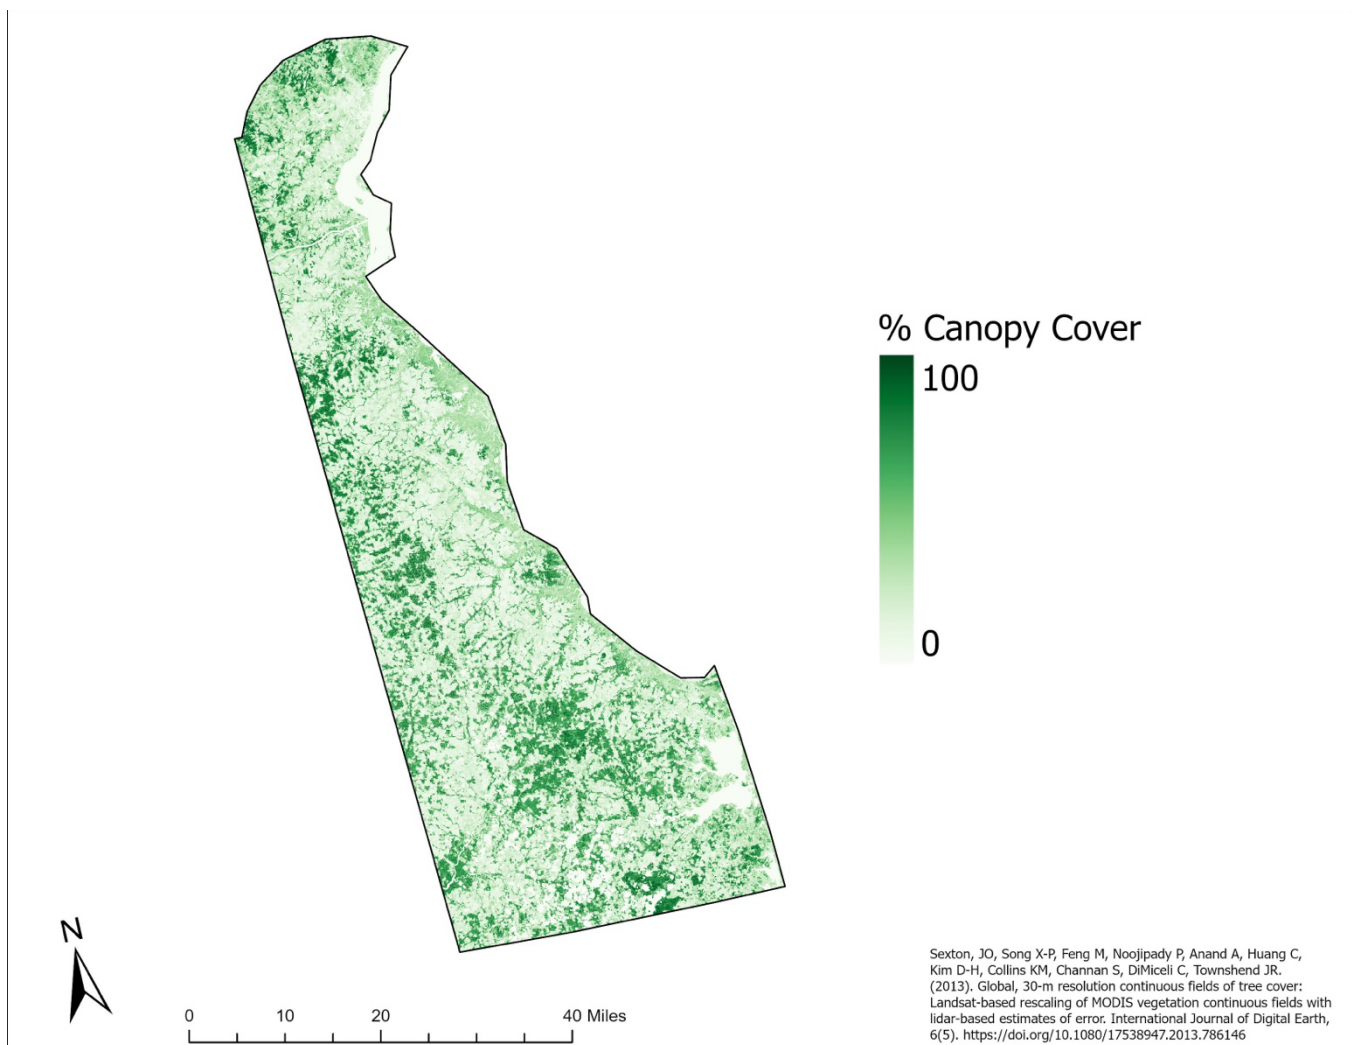 % Canopy Cover
100
0
N
0 10 20 40 Miles
Sexton, JO, Song X-P, Feng M, Noojipady P, Anand A, Huang C,
Kim D-H, Collins KM, Channan S, DiMiceli C, Townshend JR.
(2013). Global, 30-m resolution continuous fields of tree cover:
Landsat-based rescaling of MODIS vegetation continuous fields with
lidar-based estimates of error. International Journal of Digital Earth,
6(5). https://doi.org/10.1080/17538947.2013.786146